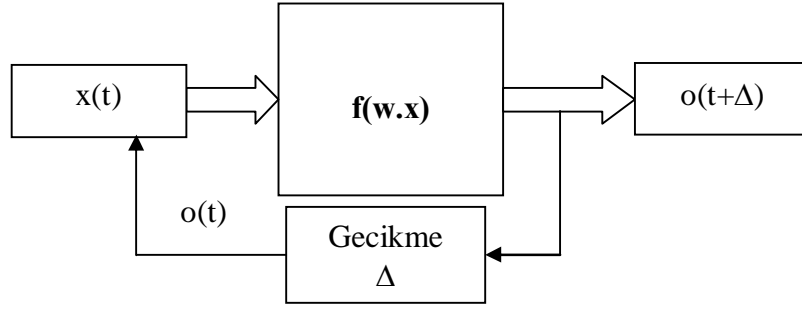 x(t)
f(w.x)
o(t+Δ)
o(t)
Gecikme
Δ